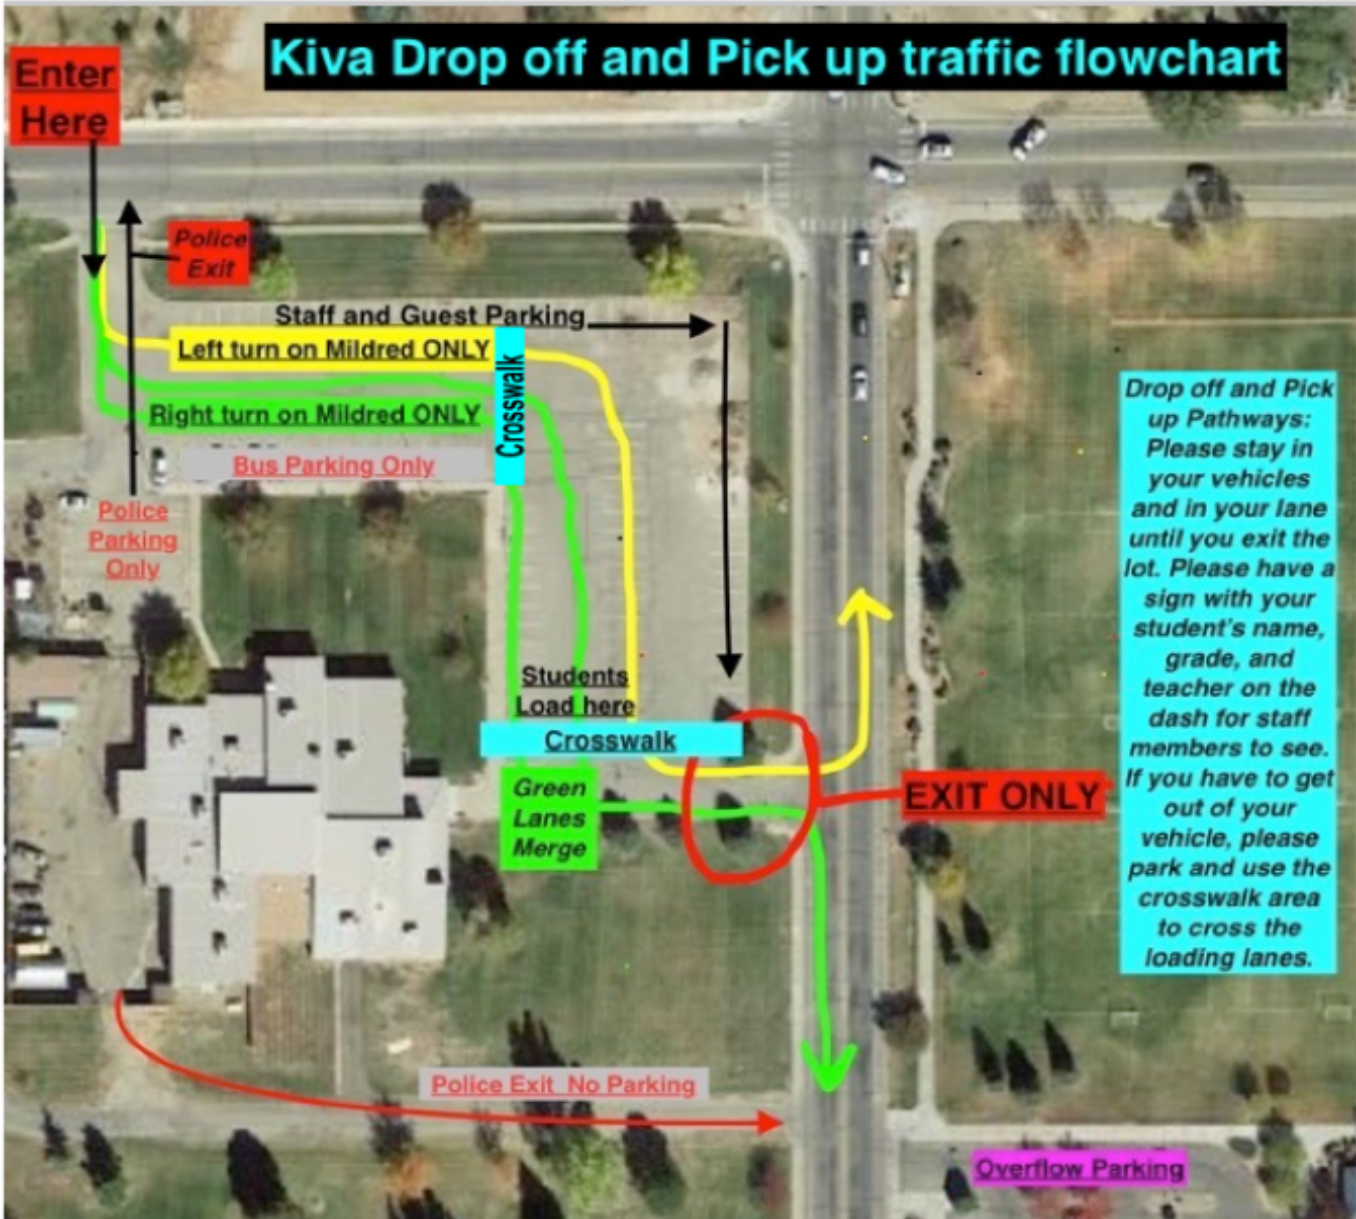 Kiva Drop off and Pick up traffic flowchart
Enter
Here
Police
Exit
Staff and Guest Parking
Left turn on Mildred ONLY
Crosswalk
Right turn on Mildred ONLY
Bus Parking Only
Police
Parking
Only
Students
Load here
Crosswalk
Green
Lanes
Merge
EXIT ONLY
Drop off and Pick
up Pathways:
Please stay in
your vehicles
and in your lane
until you exit the
lot. Please have a
sign with your
student's name,
grade, and
teacher on the
dash for staff
members to see.
If you have to get
out of your
vehicle, please
park and use the
crosswalk area
to cross the
loading lanes.
Police Exit No Parking
Overflow Parking